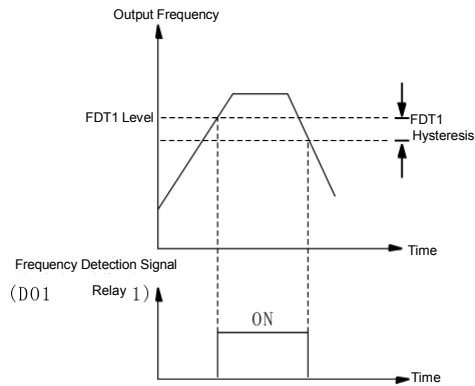 Output Frequency
FDT1 Level
FDT1
Hysteresis
Time
Frequency Detection Signal
(DO1 Relay 1)
ON
Time